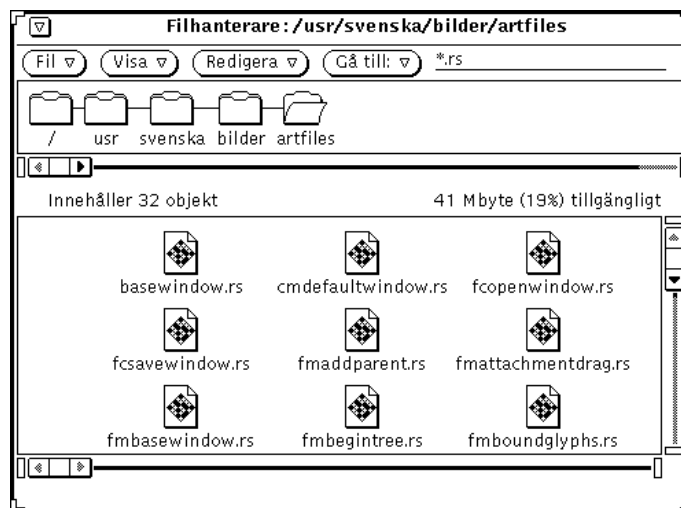 Filhanterare:/usr/svenska/bilder/artfiles
Fil Visa Redigera Gå till: *.rs
/ usr svenska bilder artfiles
Innehåller 32 objekt 41 Mbyte (19%) tillgängligt
basewindow.rs cmdefaultwindow.rs fcopenwindow.rs
fcsavewindow.rs fmaddparent.rs fmattachmentdrag.rs
fmbasewindow.rs fmbegintree.rs fmboundglyphs.rs